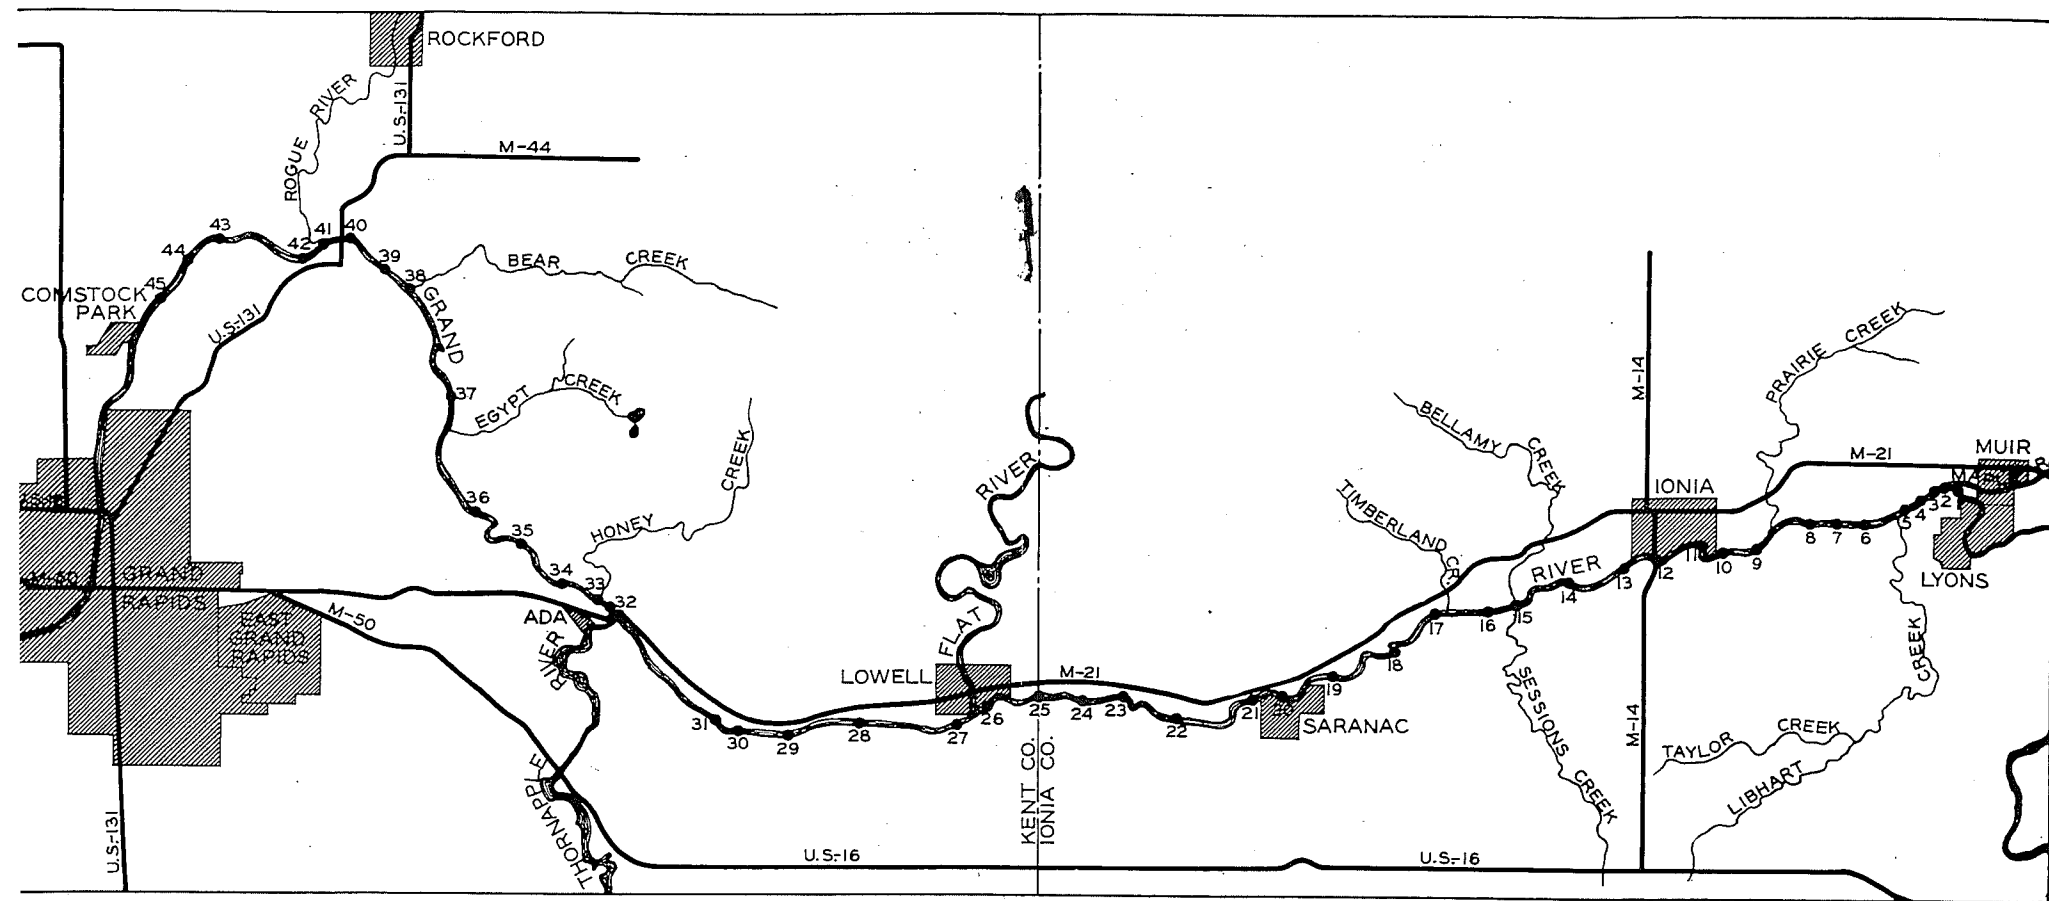 ROCKFORD
ROGUE RIVER
U.S.-131
M-44
43
41
40
42
44
39
38
45
BEAR CREEK
COMSTOCK
PARK
U.S.-131
GRAND
37
EGYPT CREEK
HONEY CREEK
36
35
34
33
32
ADA
RIVER
THORNAPPLE
M-50
GRAND
RAPIDS
EAST
GRAND
RAPIDS
M-50
U.S.-131
31
30
29
28
27
26
LOWELL
FLAT RIVER
M-21
25
24
23
22
21
20
SARANAC
19
18
17
16
15
14
13
12
11
10
9
8
7
6
5
4
3
2
1
KENT CO.
IONIA CO.
U.S.-16
U.S.-16
TIMBERLAND CR.
BELLAMY CREEK
RIVER
SESSIONS CREEK
M-14
IONIA
M-14
PRAIRIE CREEK
M-21
MUIR
LYONS
TAYLOR CREEK
LIBHART CREEK